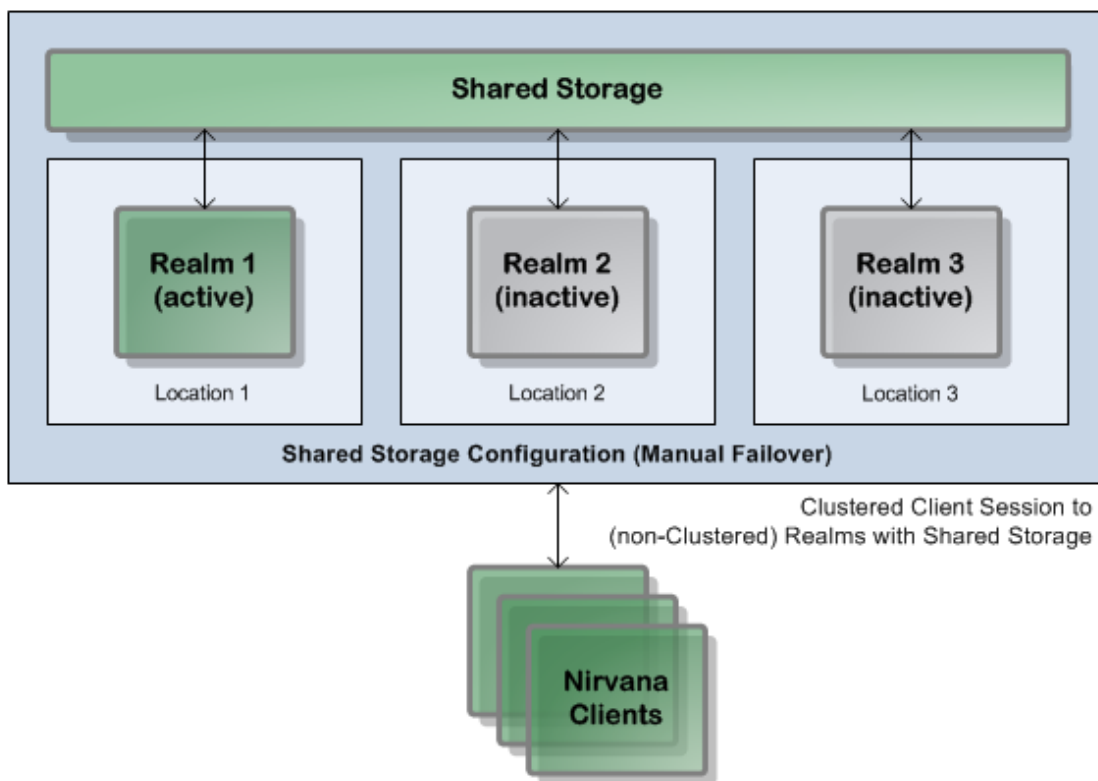 Shared Storage
Realm 1
(active)
Location 1
Realm 2
(inactive)
Location 2
Realm 3
(inactive)
Location 3
Shared Storage Configuration (Manual Failover)
Clustered Client Session to
(non-Clustered) Realms with Shared Storage
Nirvana
Clients